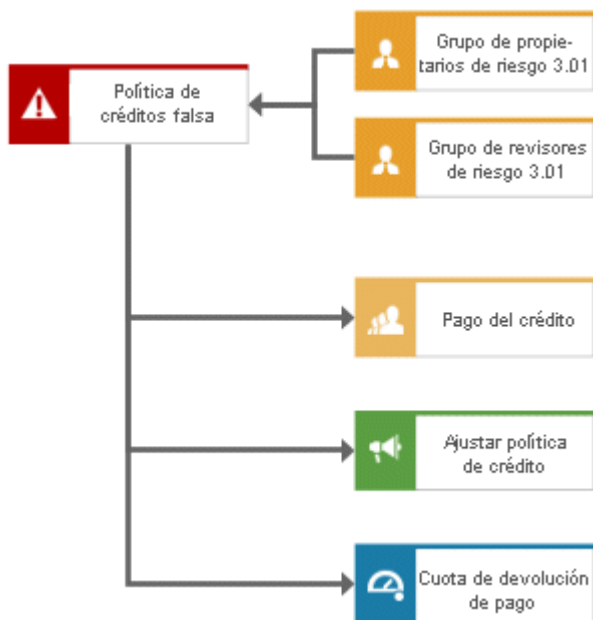 Grupo de propie-
tarios de riesgo 3.01
Política de
créditos falsa
Grupo de revisores
de riesgo 3.01
Pago del crédito
Ajustar política
de crédito
Cuota de devolución
de pago